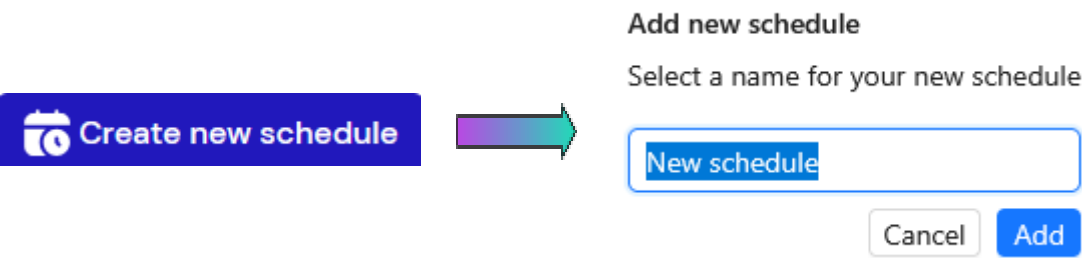 Create new schedule
Add new schedule
Select a name for your new schedule
New schedule
Cancel
Add